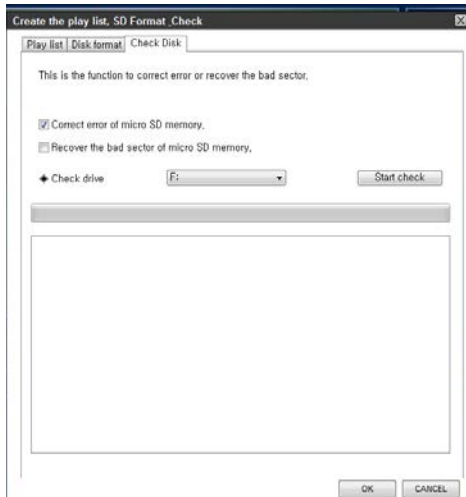 Create the play list, SD Format ,Check
Play list Disk format Check Disk
This is the function to correct error or recover the bad sector,
Correct error of micro SD memory,
Recover the bad sector of micro SD memory,
Check drive F: Start check
OK CANCEL